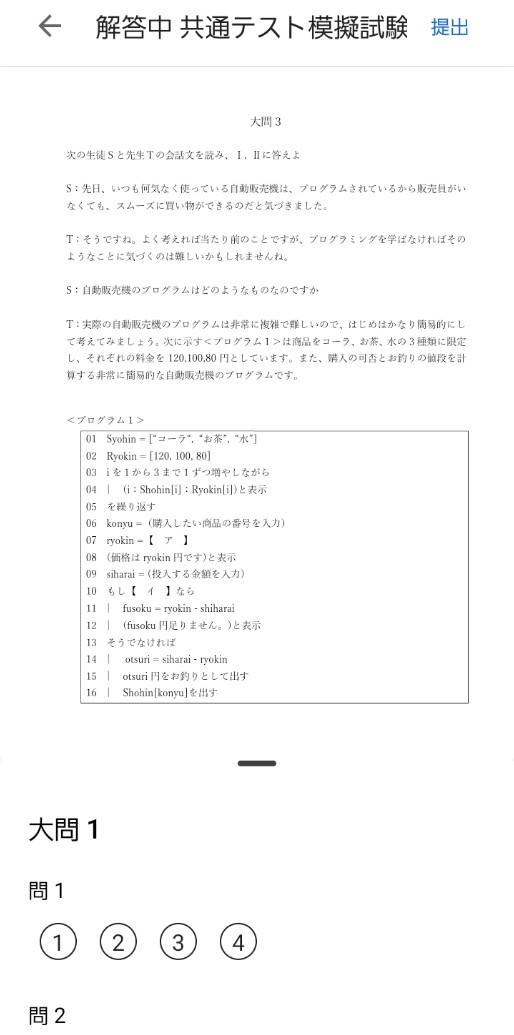 ← 解答中 共通テスト模擬試験 提出
大問 3
次の生徒 S と先生 T の会話文を読み、Ⅰ，Ⅱに答えよ
S：先日、いつも何気なく使っている自動販売機は、プログラムされているから販売員がい
なくても、スムーズに買い物ができるのだと気づきました。
T：そうですね。よく考えれば当たり前のことですが、プログラミングを学ばなければその
ようなことに気づくのは難しいかもしれませんね。
S：自動販売機のプログラムはどのようなものなのですか
T：実際の自動販売機のプログラムは非常に複雑で難しいので、はじめはかなり簡易的にし
て考えてみましょう。次に示す＜プログラム 1＞は商品をコーラ、お茶、水の 3 種類に限定
し、それぞれの料金を 120,100,80 円としています。また、購入の可否とお釣りの値段を計
算する非常に簡易的な自動販売機のプログラムです。
＜プログラム 1＞
01 Syohin = ["コーラ", "お茶", "水"]
02 Ryokin = [120, 100, 80]
03 i を 1 から 3 まで 1 ずつ増やしながら
04 | (i：Shohin[i]：Ryokin[i])と表示
05 を繰り返す
06 konyu =（購入したい商品の番号を入力）
07 ryokin =【 ア 】
08 (価格は ryokin 円です)と表示
09 siharai = (投入する金額を入力)
10 もし【 イ 】なら
11 | fusoku = ryokin - shiharai
12 | (fusoku 円足りません。)と表示
13 そうでなければ
14 | otsuri = siharai - ryokin
15 | otsuri 円をお釣りとして出す
16 | Shohin[konyu]を出す
大問 1
問 1
1 2 3 4
問 2